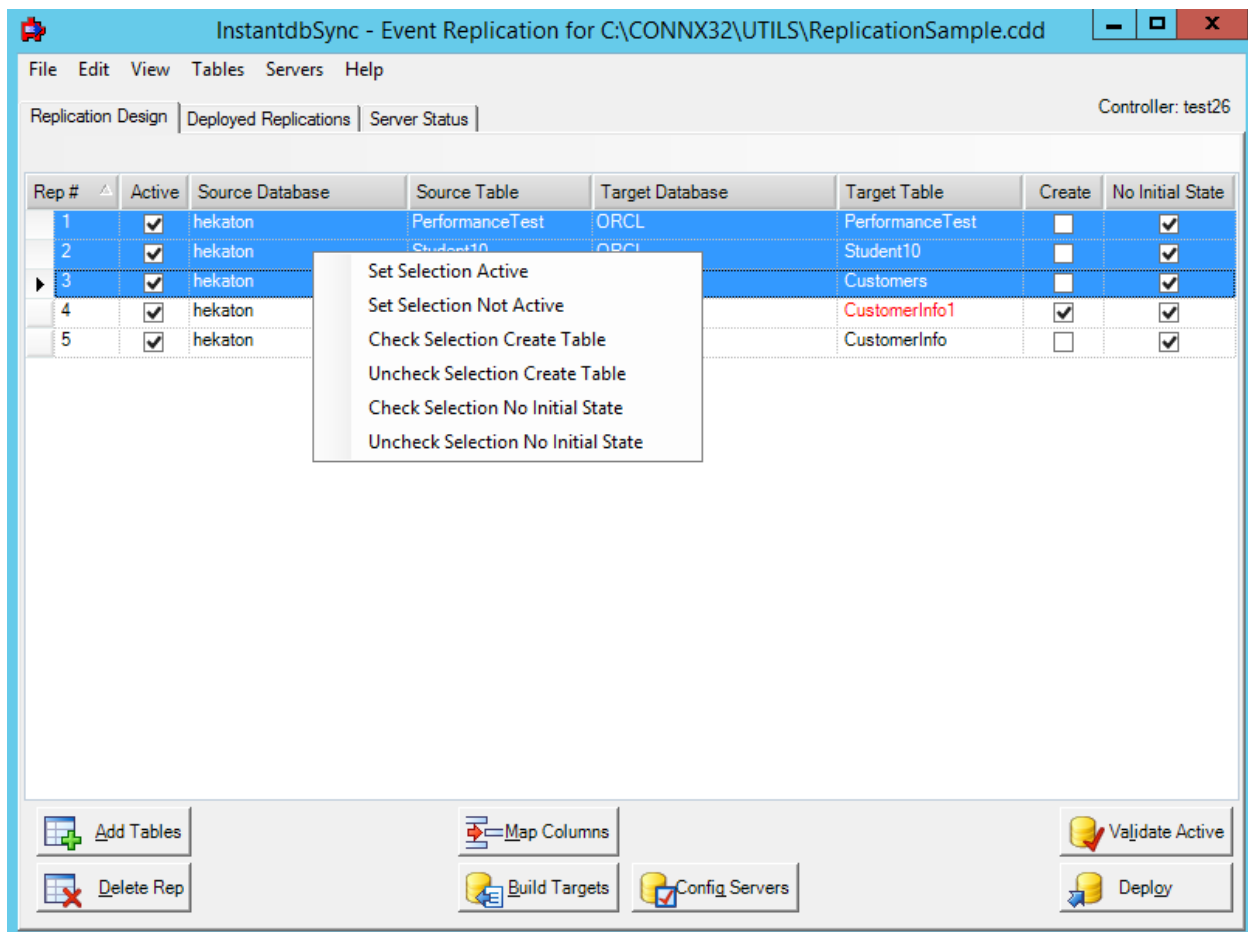 InstantdbSync - Event Replication for C:\CONNX32\UTILS\ReplicationSample.cdd
File Edit View Tables Servers Help
Controller: test26
Replication Design Deployed Replications Server Status
Rep # Active Source Database Source Table Target Database Target Table Create No Initial State
1 hekaton PerformanceTest ORCL PerformanceTest
2 hekaton Student10 ORCL Student10
3 hekaton Customers
4 hekaton CustomerInfo1
5 hekaton CustomerInfo
Set Selection Active
Set Selection Not Active
Check Selection Create Table
Uncheck Selection Create Table
Check Selection No Initial State
Uncheck Selection No Initial State
Add Tables Map Columns Validate Active
Delete Rep Build Targets Config Servers Deploy